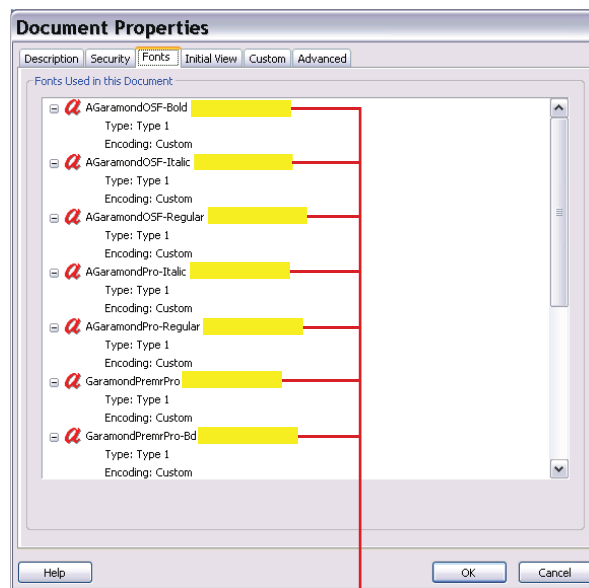 Document Properties
Description Security Fonts Initial View Custom Advanced
Fonts Used in this Document
AGaramondOSF-Bold
Type: Type 1
Encoding: Custom
AGaramondOSF-Italic
Type: Type 1
Encoding: Custom
AGaramondOSF-Regular
Type: Type 1
Encoding: Custom
AGaramondPro-Italic
Type: Type 1
Encoding: Custom
AGaramondPro-Regular
Type: Type 1
Encoding: Custom
GaramondPremrPro
Type: Type 1
Encoding: Custom
GaramondPremrPro-Bd
Type: Type 1
Encoding: Custom
Help OK Cancel